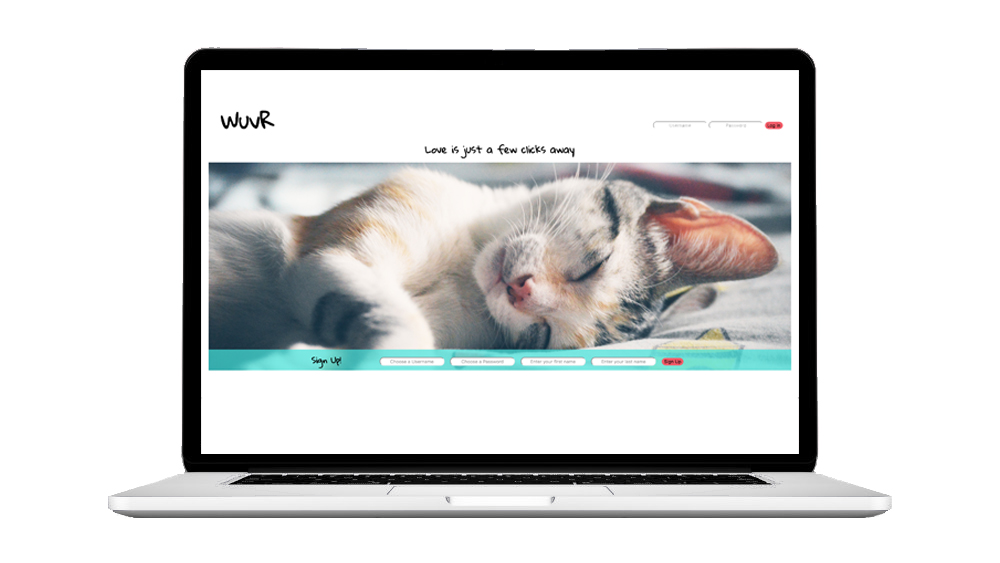 WUVR
Username Password Log In
Love is just a few clicks away
Sign Up! Choose a Username Choose a Password Enter your first name Enter your last name Sign Up